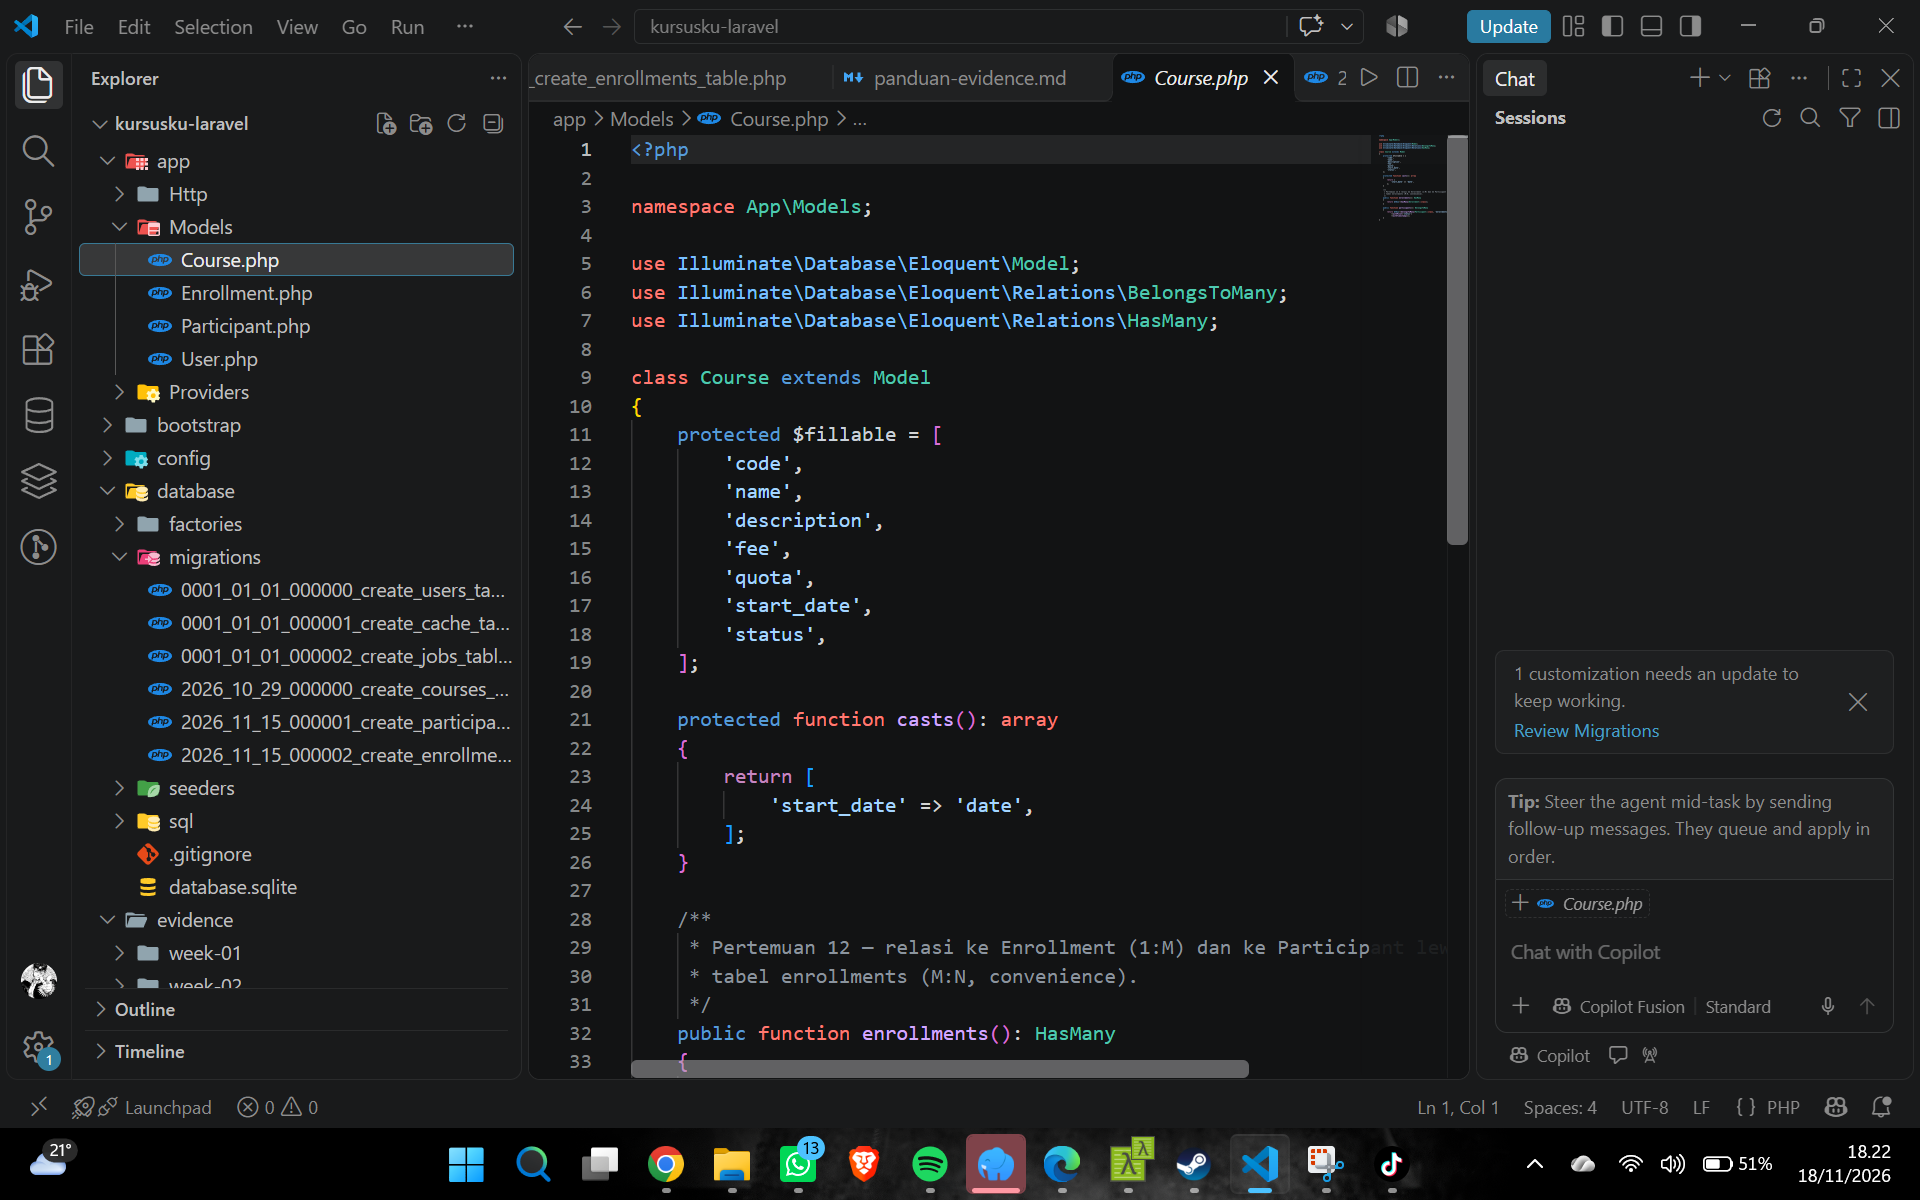 File Edit Selection View Go Run ···
kursusku-laravel
Update
Explorer
kursusku-laravel
app
Http
Models
Course.php
Enrollment.php
Participant.php
User.php
Providers
bootstrap
config
database
factories
migrations
0001_01_01_000000_create_users_ta...
0001_01_01_000001_create_cache_ta...
0001_01_01_000002_create_jobs_tabl...
2026_10_29_000000_create_courses_...
2026_11_15_000001_create_participa...
2026_11_15_000002_create_enrollme...
seeders
sql
.gitignore
database.sqlite
evidence
week-01
week-02
Outline
Timeline
_create_enrollments_table.php
panduan-evidence.md
php Course.php
php 2
app > Models > php Course.php > ...
1 <?php
2
3 namespace App\Models;
4
5 use Illuminate\Database\Eloquent\Model;
6 use Illuminate\Database\Eloquent\Relations\BelongsToMany;
7 use Illuminate\Database\Eloquent\Relations\HasMany;
8
9 class Course extends Model
10 {
11 protected $fillable = [
12 'code',
13 'name',
14 'description',
15 'fee',
16 'quota',
17 'start_date',
18 'status',
19 ];
20
21 protected function casts(): array
22 {
23 return [
24 'start_date' => 'date',
25 ];
26 }
27
28 /**
29 * Pertemuan 12 — relasi ke Enrollment (1:M) dan ke Participant lew
30 * tabel enrollments (M:N, convenience).
31 */
32 public function enrollments(): HasMany
33 {
Chat
Sessions
1 customization needs an update to
keep working.
Review Migrations
Tip: Steer the agent mid-task by sending
follow-up messages. They queue and apply in
order.
Course.php
Chat with Copilot
Copilot Fusion Standard
Copilot
1
Launchpad 0 0
Ln 1, Col 1 Spaces: 4 UTF-8 LF { } PHP
21°
13
51%
18.22
18/11/2026